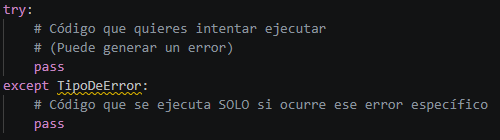 try:
    # Código que quieres intentar ejecutar
    # (Puede generar un error)
    pass
except TipoDeError:
    # Código que se ejecuta SOLO si ocurre ese error específico
    pass